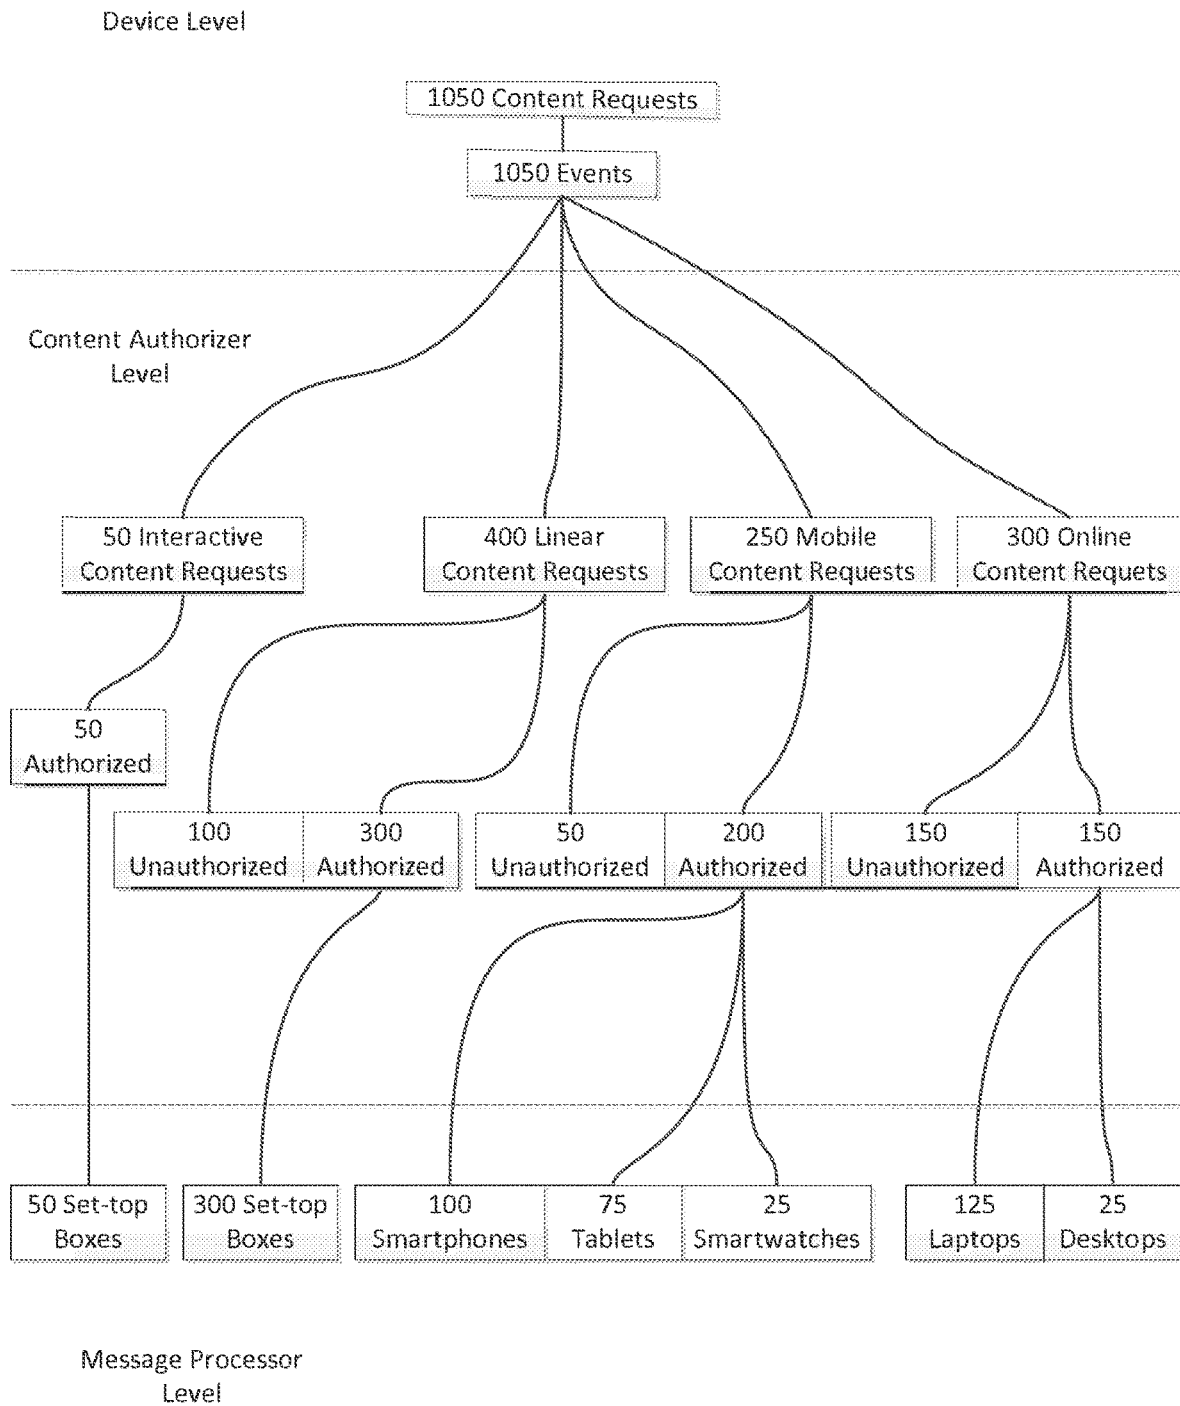 Device Level
1050 Content Requests
1050 Events
Content Authorizer
Level
50 Interactive
Content Requests
400 Linear
Content Requests
250 Mobile
Content Requests
300 Online
Content Requets
50
Authorized
100
Unauthorized
300
Authorized
50
Unauthorized
200
Authorized
150
Unauthorized
150
Authorized
50 Set-top
Boxes
300 Set-top
Boxes
100
Smartphones
75
Tablets
25
Smartwatches
125
Laptops
25
Desktops
Message Processor
Level